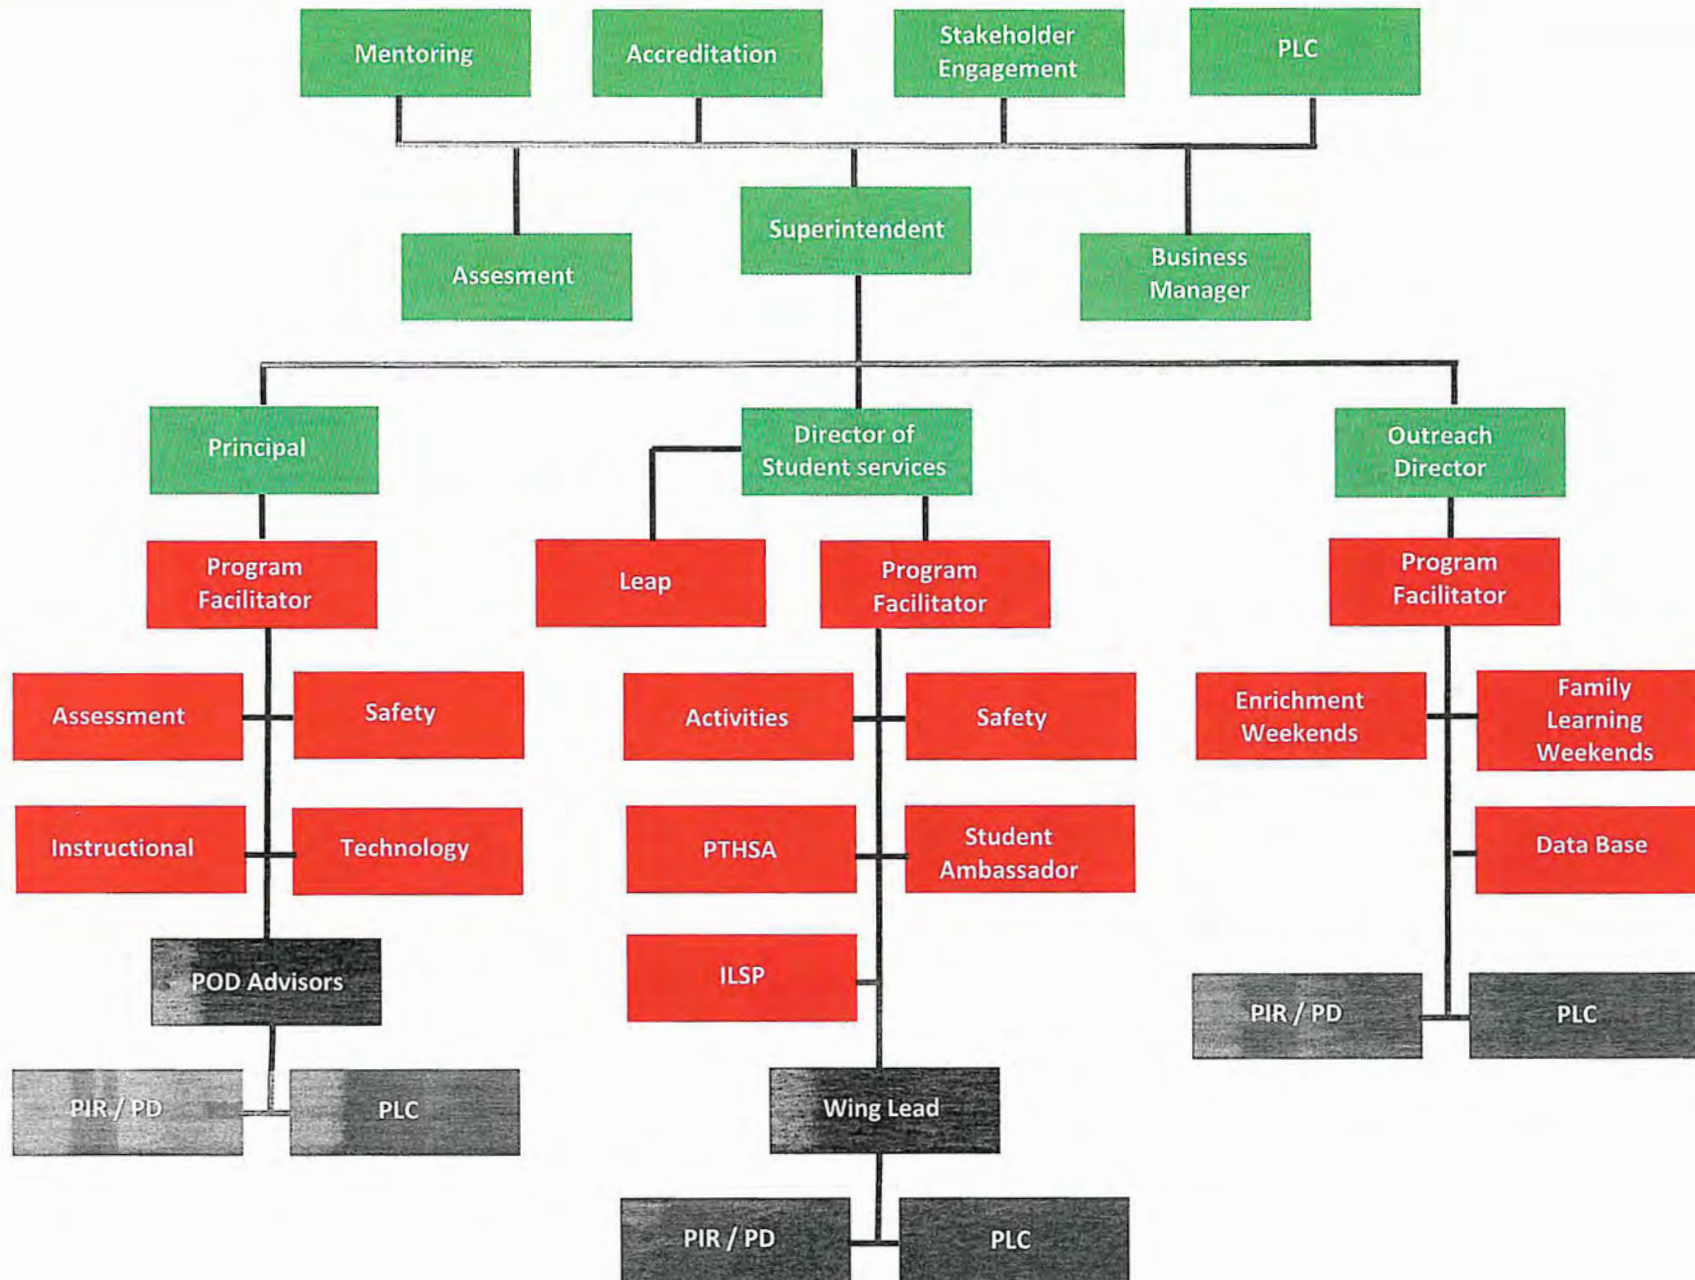 Mentoring
Accreditation
Stakeholder
Engagement
PLC
Assesment
Superintendent
Business
Manager
Principal
Director of
Student services
Outreach
Director
Program
Facilitator
Leap
Program
Facilitator
Program
Facilitator
Assessment
Safety
Activities
Safety
Enrichment
Weekends
Family
Learning
Weekends
Instructional
Technology
PTHSA
Student
Ambassador
Data Base
POD Advisors
ILSP
PIR / PD
PLC
PIR / PD
PLC
Wing Lead
PIR / PD
PLC